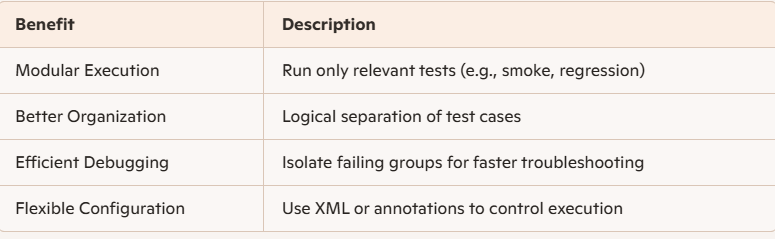 Benefit Description
Modular Execution Run only relevant tests (e.g., smoke, regression)
Better Organization Logical separation of test cases
Efficient Debugging Isolate failing groups for faster troubleshooting
Flexible Configuration Use XML or annotations to control execution